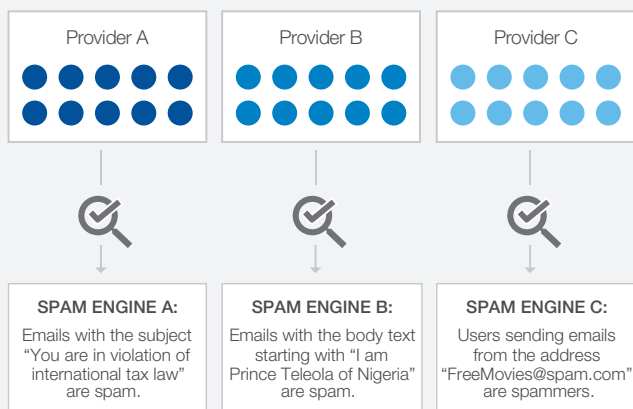 Provider A
Provider B
Provider C
SPAM ENGINE A:
Emails with the subject
“You are in violation of
international tax law”
are spam.
SPAM ENGINE B:
Emails with the body text
starting with “I am
Prince Teleola of Nigeria”
are spam.
SPAM ENGINE C:
Users sending emails
from the address
“FreeMovies@spam.com”
are spammers.